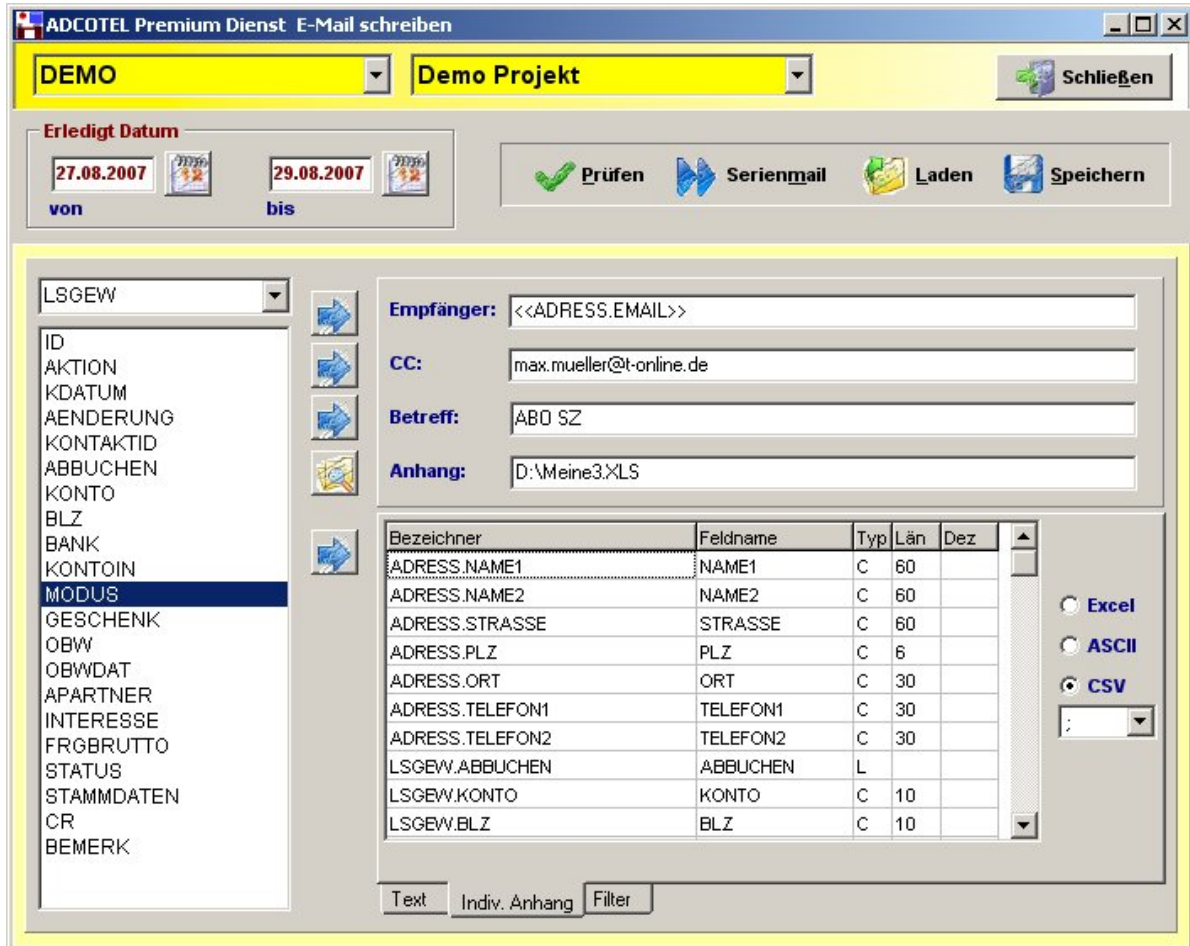 ADCOTEL Premium Dienst E-Mail schreiben
DEMO Demo Projekt Schließen
Erledigt Datum
27.08.2007 29.08.2007 Prüfen Serienmail Laden Speichern
von bis
LSGEW
ID
AKTION
KDATUM
AENDERUNG
KONTAKTID
ABBUCHEN
KONTO
BLZ
BANK
KONTOIN
MODUS
GESCHENK
OBW
OBWDAT
APARTNER
INTERESSE
FRGBRUTTO
STATUS
STAMMDATEN
CR
BEMERK
Empfänger: <<ADRESS.EMAIL>>
CC: max.mueller@t-online.de
Betreff: ABO SZ
Anhang: D:\Meine3.XLS
Bezeichner Feldname Typ Län Dez
ADRESS.NAME1 NAME1 C 60
ADRESS.NAME2 NAME2 C 60
ADRESS.STRASSE STRASSE C 60
ADRESS.PLZ PLZ C 6
ADRESS.ORT ORT C 30
ADRESS.TELEFON1 TELEFON1 C 30
ADRESS.TELEFON2 TELEFON2 C 30
LSGEW.ABBUCHEN ABBUCHEN L
LSGEW.KONTO KONTO C 10
LSGEW.BLZ BLZ C 10
Excel
ASCII
CSV
;
Text Indiv. Anhang Filter